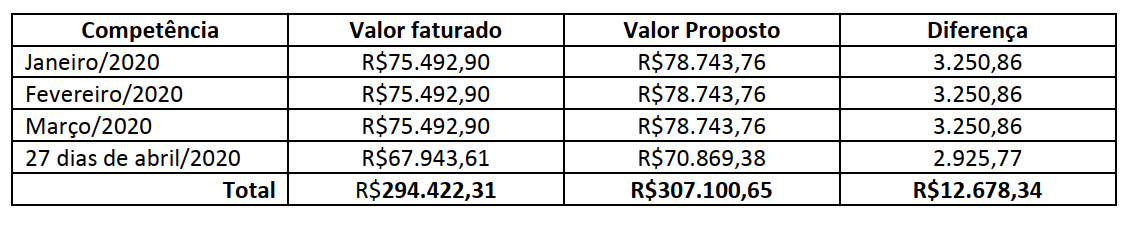 Competência Valor faturado Valor Proposto Diferença
Janeiro/2020 R$75.492,90 R$78.743,76 3.250,86
Fevereiro/2020 R$75.492,90 R$78.743,76 3.250,86
Março/2020 R$75.492,90 R$78.743,76 3.250,86
27 dias de abril/2020 R$67.943,61 R$70.869,38 2.925,77
Total R$294.422,31 R$307.100,65 R$12.678,34